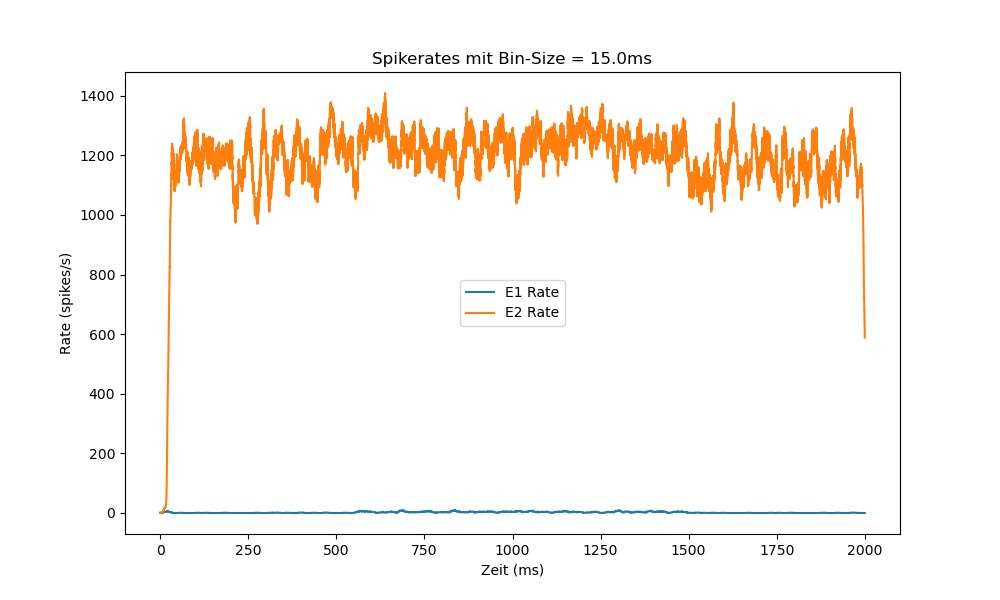 Spikerates mit Bin-Size = 15.0ms
1400
1200
1000
800
600
400
200
0
Rate (spikes/s)
E1 Rate
E2 Rate
0 250 500 750 1000 1250 1500 1750 2000
Zeit (ms)